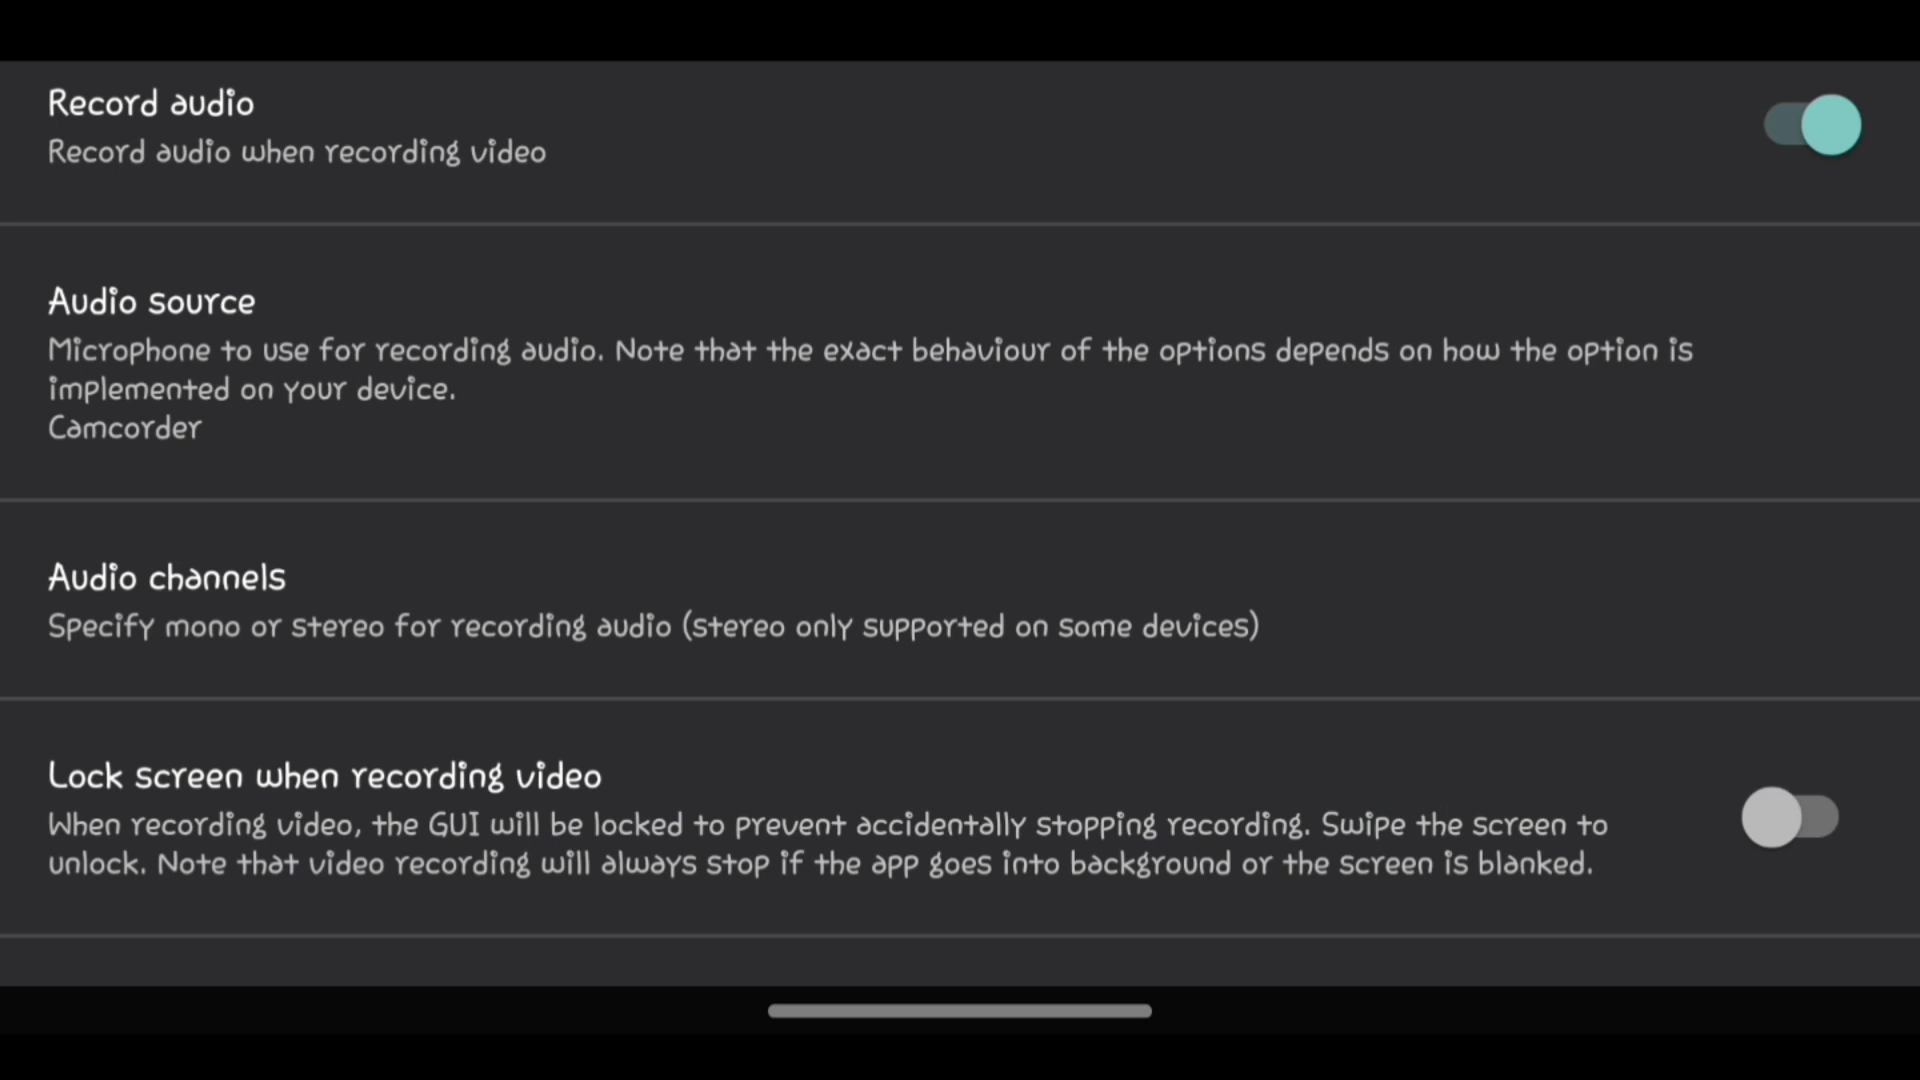 Record audio
Record audio when recording video
Audio source
Microphone to use for recording audio. Note that the exact behaviour of the options depends on how the option is
implemented on your device.
Camcorder
Audio channels
Specify mono or stereo for recording audio (stereo only supported on some devices)
Lock screen when recording video
When recording video, the GUI will be locked to prevent accidentally stopping recording. Swipe the screen to
unlock. Note that video recording will always stop if the app goes into background or the screen is blanked.